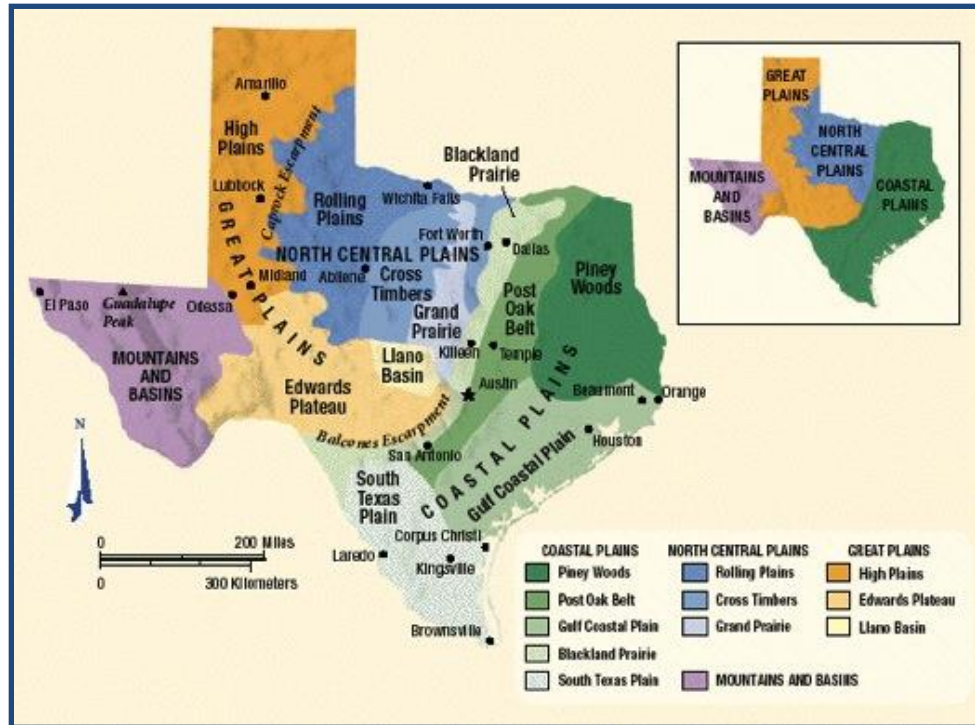 Amarillo
High
Plains
Caprock Escarpment
Lubbock
Rolling
Plains
Wichita Falls
Blackland
Prairie
GREAT PLAINS
NORTH CENTRAL PLAINS
Fort Worth
Dallas
Midland
Abilene
Cross
Timbers
Piney
Woods
El Paso
Guadalupe
Peak
Odessa
Grand
Prairie
Post
Oak
Belt
MOUNTAINS
AND
BASINS
Edwards
Plateau
Llano
Basin
Killeen
Temple
Austin
Beaumont
Orange
Balcones Escarpment
San Antonio
COASTAL PLAINS
Gulf Coastal Plain
Houston
South
Texas
Plain
Corpus Christi
Laredo
Kingsville
Brownsville
N
0 200 Miles
0 300 Kilometers
GREAT
PLAINS
NORTH
CENTRAL
PLAINS
MOUNTAINS
AND
BASINS
COASTAL
PLAINS
COASTAL PLAINS
Piney Woods
Post Oak Belt
Gulf Coastal Plain
Blackland Prairie
South Texas Plain
NORTH CENTRAL PLAINS
Rolling Plains
Cross Timbers
Grand Prairie
MOUNTAINS AND BASINS
GREAT PLAINS
High Plains
Edwards Plateau
Llano Basin